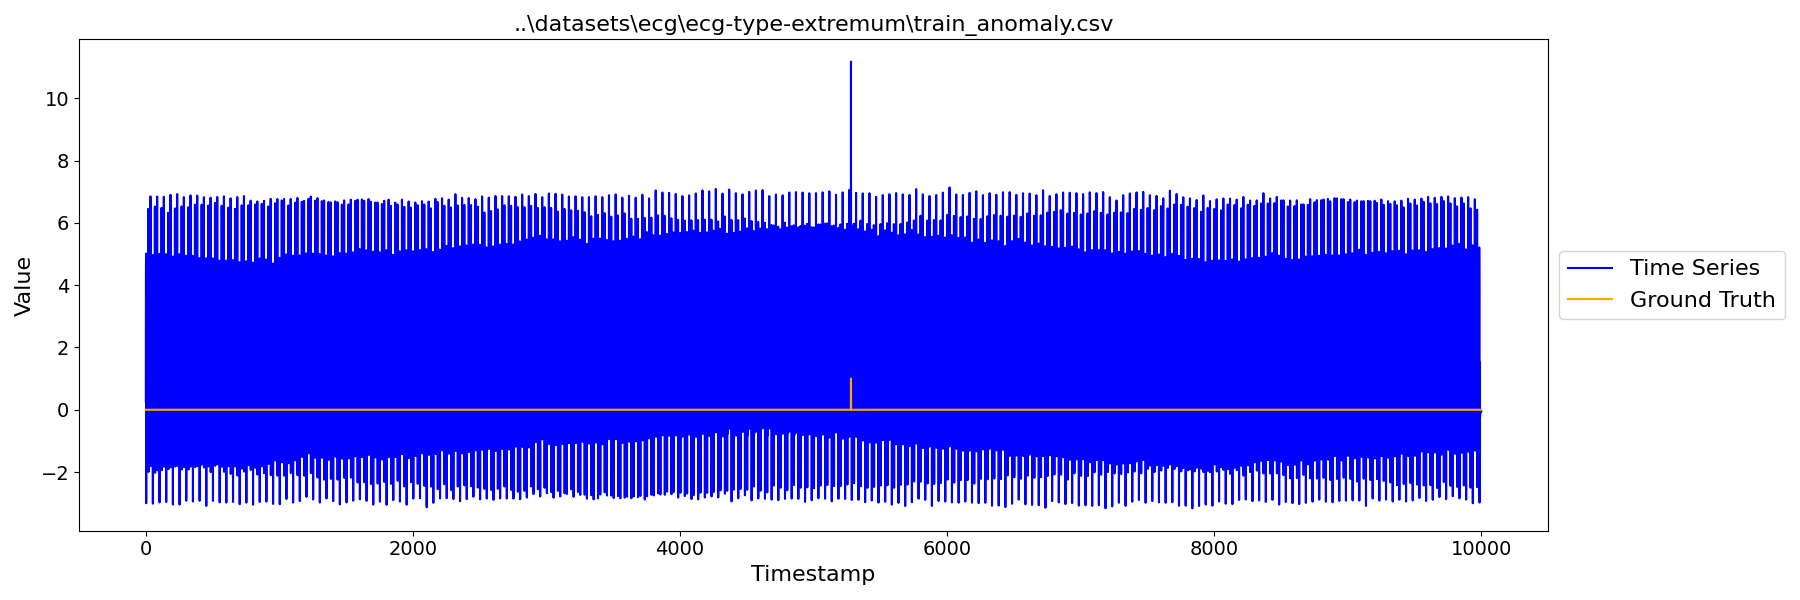 ..\datasets\ecg\ecg-type-extremum\train_anomaly.csv
10
8
6
4
2
0
−2
Value
0 2000 4000 6000 8000 10000
Timestamp
Time Series
Ground Truth